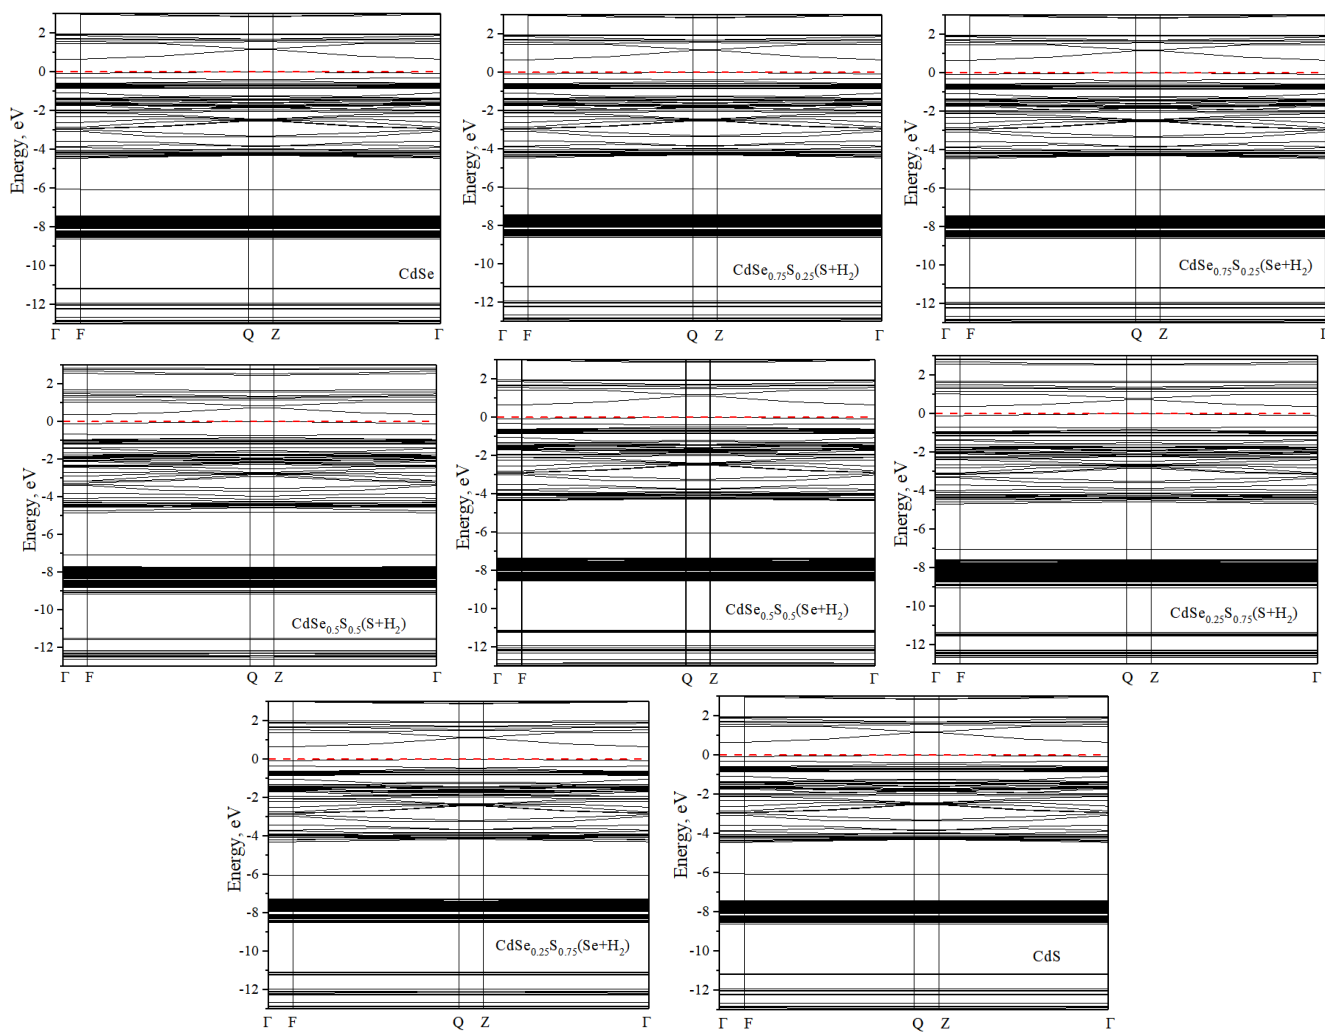 Energy, eV
2
0
-2
-4
-6
-8
-10
-12
CdSe
Γ F Q Z Γ
Energy, eV
2
0
-2
-4
-6
-8
-10
-12
CdSe0.75S0.25(S+H2)
Γ F Q Z Γ
Energy, eV
2
0
-2
-4
-6
-8
-10
-12
CdSe0.75S0.25(Se+H2)
Γ F Q Z Γ
Energy, eV
2
0
-2
-4
-6
-8
-10
-12
CdSe0.5S0.5(S+H2)
Γ F Q Z Γ
Energy, eV
2
0
-2
-4
-6
-8
-10
-12
CdSe0.5S0.5(Se+H2)
Γ F Q Z Γ
Energy, eV
2
0
-2
-4
-6
-8
-10
-12
CdSe0.25S0.75(S+H2)
Γ F Q Z Γ
Energy, eV
2
0
-2
-4
-6
-8
-10
-12
CdSe0.25S0.75(Se+H2)
Γ F Q Z Γ
Energy, eV
2
0
-2
-4
-6
-8
-10
-12
CdS
Γ F Q Z Γ